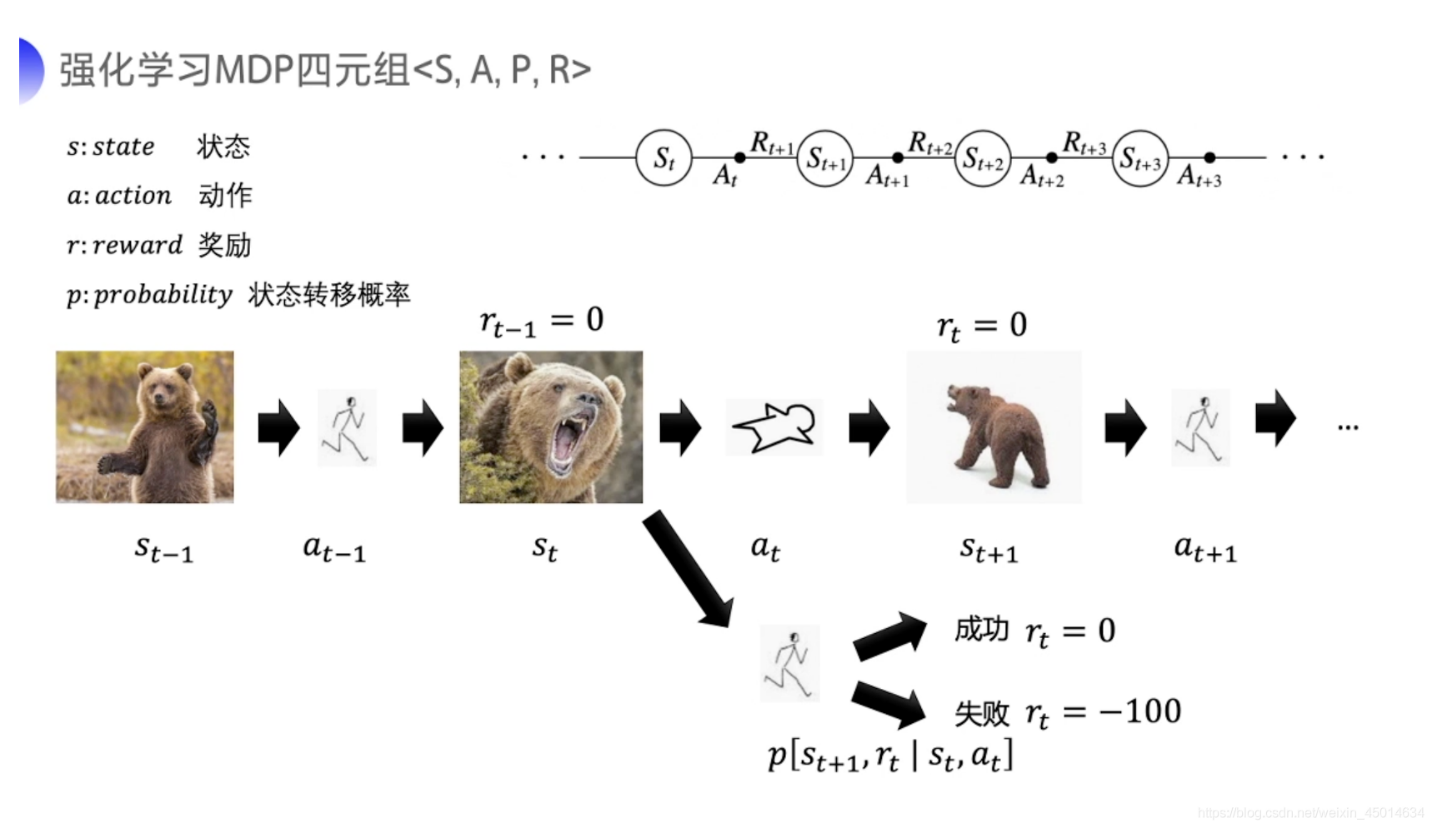 强化学习MDP四元组<S, A, P, R>
s: state 状态
a: action 动作
r: reward 奖励
p: probability 状态转移概率
··· S_t A_t R_{t+1} S_{t+1} A_{t+1} R_{t+2} S_{t+2} A_{t+2} R_{t+3} S_{t+3} A_{t+3} ···
r_{t−1} = 0
r_t = 0
...
s_{t−1} a_{t−1} s_t a_t s_{t+1} a_{t+1}
成功 r_t = 0
失败 r_t = −100
p[s_{t+1}, r_t | s_t, a_t]
https://blog.csdn.net/weixin_45014634